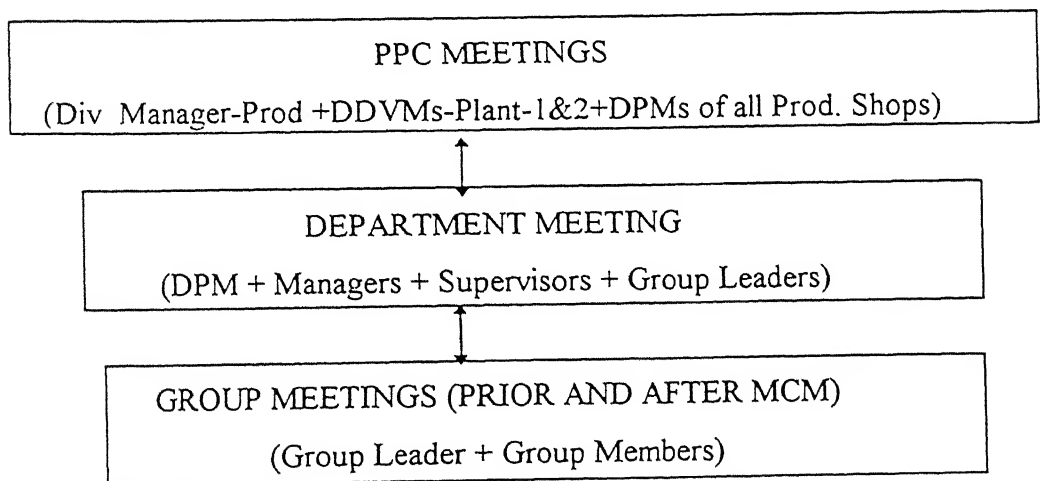 PPC MEETINGS
(Div Manager-Prod +DDVMs-Plant-1&2+DPMs of all Prod. Shops)
DEPARTMENT MEETING
(DPM + Managers + Supervisors + Group Leaders)
GROUP MEETINGS (PRIOR AND AFTER MCM)
(Group Leader + Group Members)